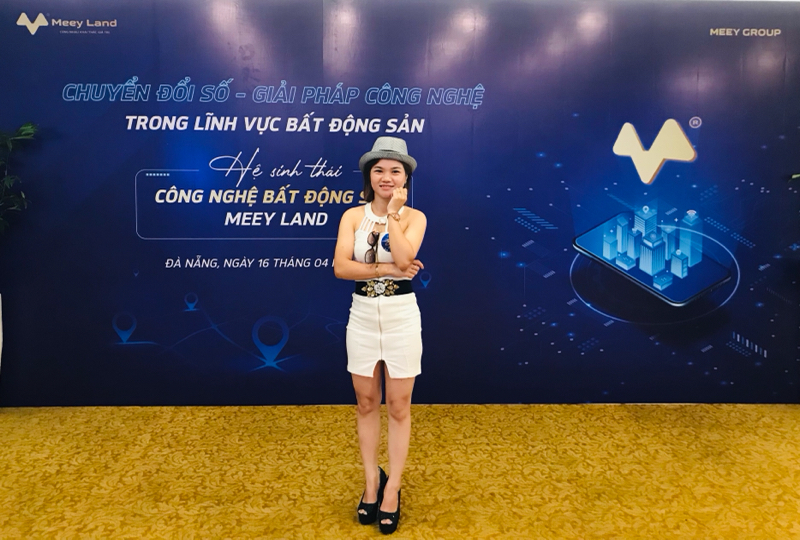 Meey Land
MEEY GROUP
CHUYỂN ĐỔI SỐ - GIẢI PHÁP CÔNG NGHỆ
TRONG LĨNH VỰC BẤT ĐỘNG SẢN
®
Hệ sinh thái
CÔNG NGHỆ BẤT ĐỘNG
MEEY LAND
ĐÀ NẴNG, NGÀY 16 THÁNG 04